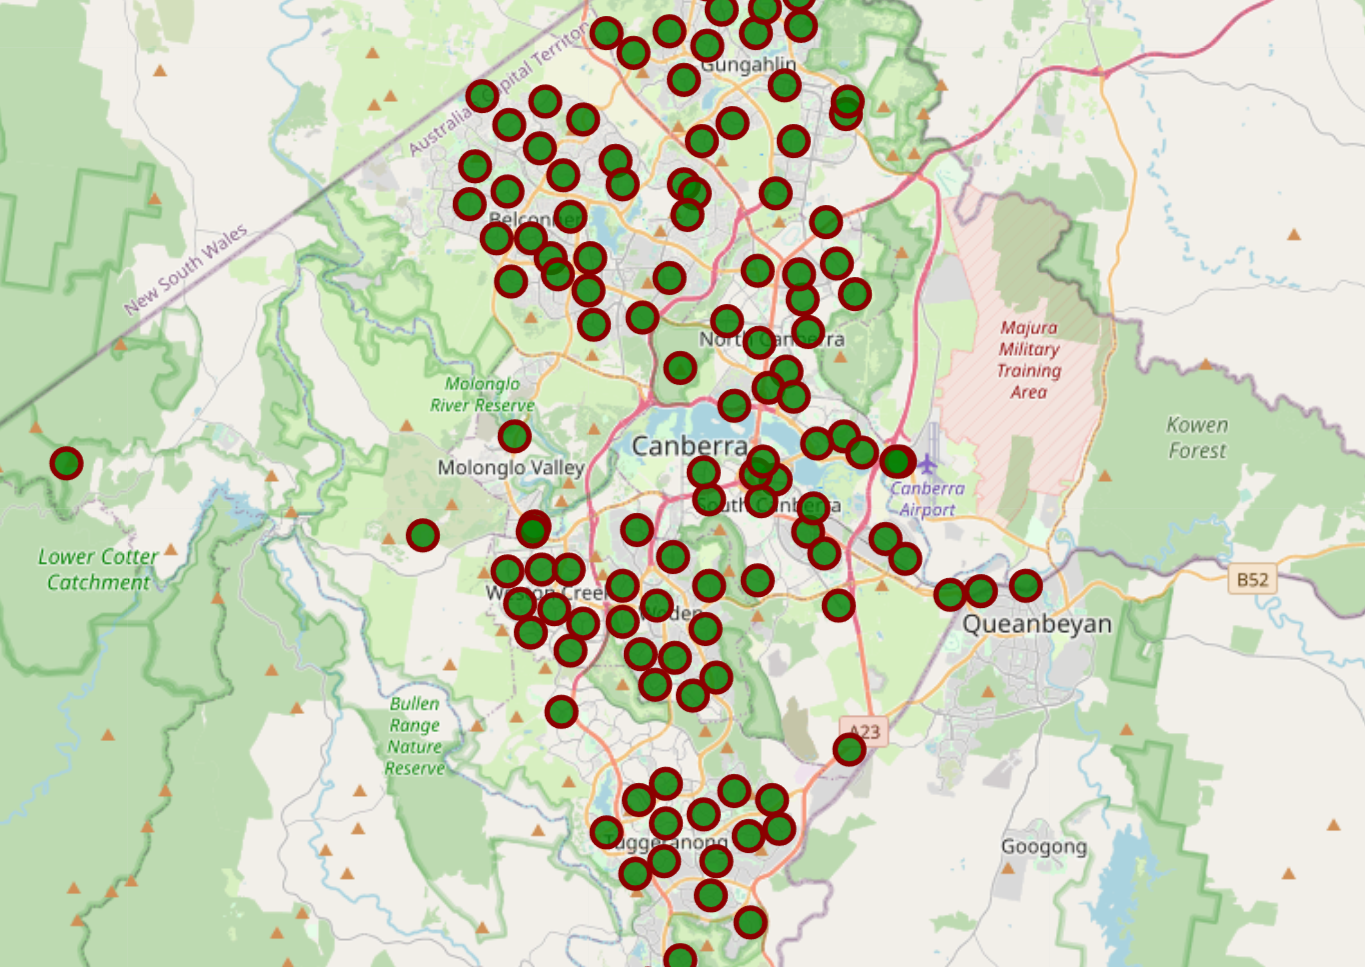 Gungahlin
Australian Capital Territory
Belconnen
New South Wales
Majura
Military
Training
Area
North Canberra
Molonglo
River Reserve
Kowen
Forest
Canberra
Molonglo Valley
Canberra
Airport
South Canberra
Lower Cotter
Catchment
B52
Weston Creek
Woden
Queanbeyan
Bullen
Range
Nature
Reserve
A23
Tuggeranong
Googong